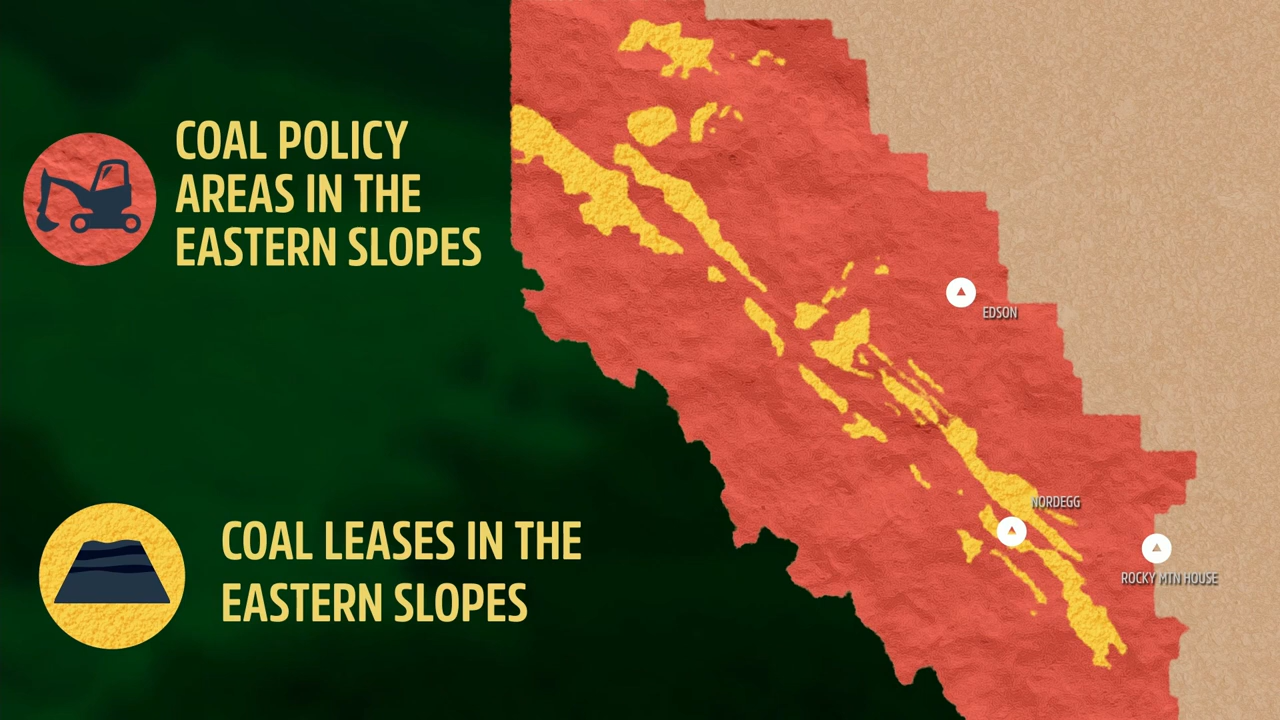 COAL POLICY
AREAS IN THE
EASTERN SLOPES
COAL LEASES IN THE
EASTERN SLOPES
EDSON
NORDEGG
ROCKY MTN HOUSE